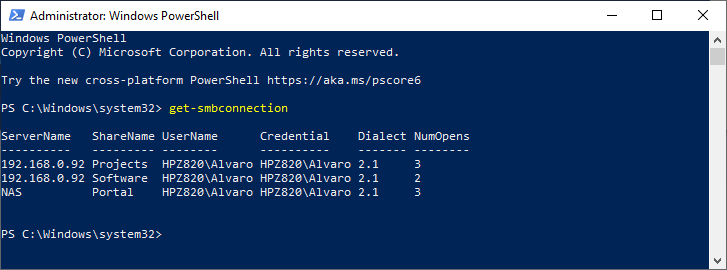 Administrator: Windows PowerShell
Windows PowerShell
Copyright (C) Microsoft Corporation. All rights reserved.
Try the new cross-platform PowerShell https://aka.ms/pscore6
PS C:\Windows\system32> get-smbconnection
ServerName   ShareName UserName      Credential    Dialect NumOpens
----------   --------- --------      ----------    ------- --------
192.168.0.92 Projects  HPZ820\Alvaro HPZ820\Alvaro 2.1     3
192.168.0.92 Software  HPZ820\Alvaro HPZ820\Alvaro 2.1     2
NAS          Portal    HPZ820\Alvaro HPZ820\Alvaro 2.1     3
PS C:\Windows\system32>